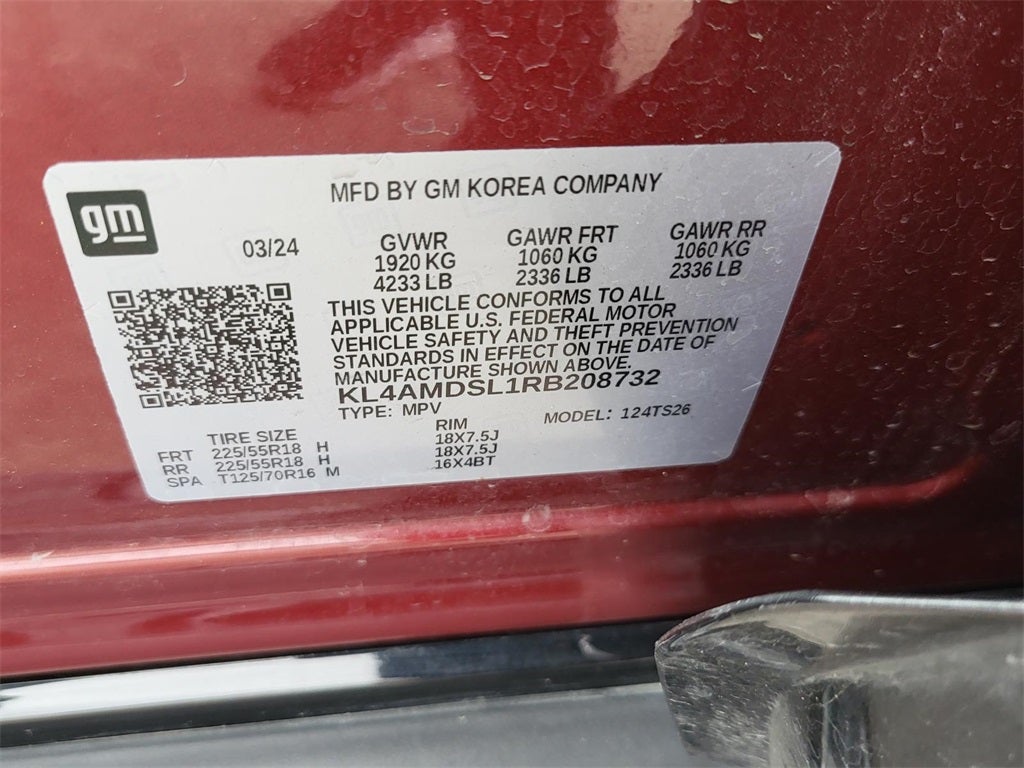 gm
MFD BY GM KOREA COMPANY
03/24
GVWR GAWR FRT GAWR RR
1920 KG 1060 KG 1060 KG
4233 LB 2336 LB 2336 LB
THIS VEHICLE CONFORMS TO ALL
APPLICABLE U.S. FEDERAL MOTOR
VEHICLE SAFETY AND THEFT PREVENTION
STANDARDS IN EFFECT ON THE DATE OF
MANUFACTURE SHOWN ABOVE.
KL4AMDSL1RB208732
TYPE: MPV MODEL: 124TS26
TIRE SIZE RIM
FRT 225/55R18 H 18X7.5J
RR 225/55R18 H 18X7.5J
SPA T125/70R16 M 16X4BT